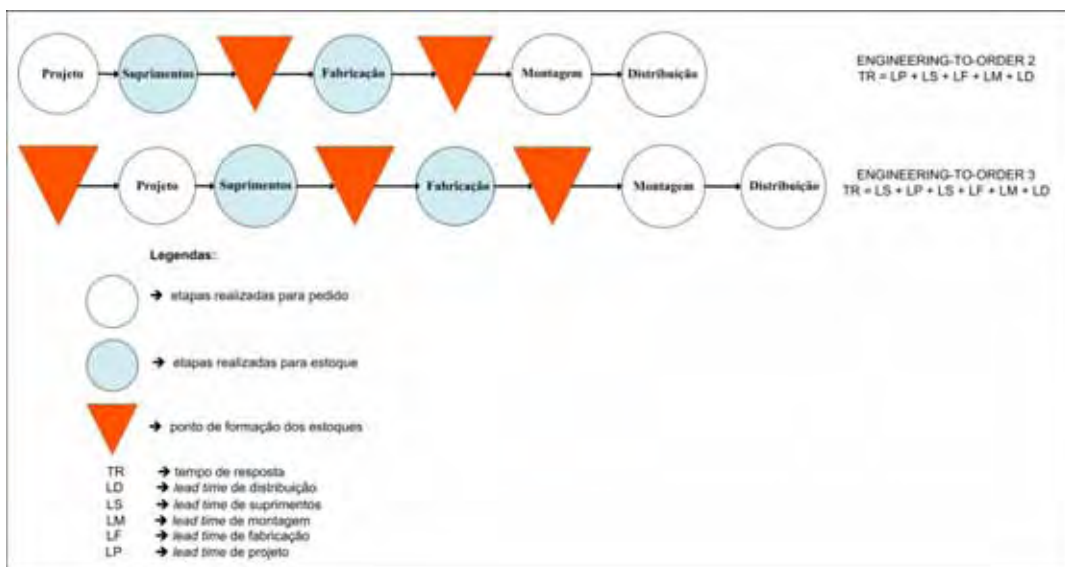 Projeto
Suprimentos
Fabricação
Montagem
Distribuição
ENGINEERING-TO-ORDER 2
TR = LP + LS + LF + LM + LD
Projeto
Suprimentos
Fabricação
Montagem
Distribuição
ENGINEERING-TO-ORDER 3
TR = LS + LP + LS + LF + LM + LD
Legendas:
➔ etapas realizadas para pedido
➔ etapas realizadas para estoque
➔ ponto de formação dos estoques
TR ➔ tempo de resposta
LD ➔ lead time de distribuição
LS ➔ lead time de suprimentos
LM ➔ lead time de montagem
LF ➔ lead time de fabricação
LP ➔ lead time de projeto